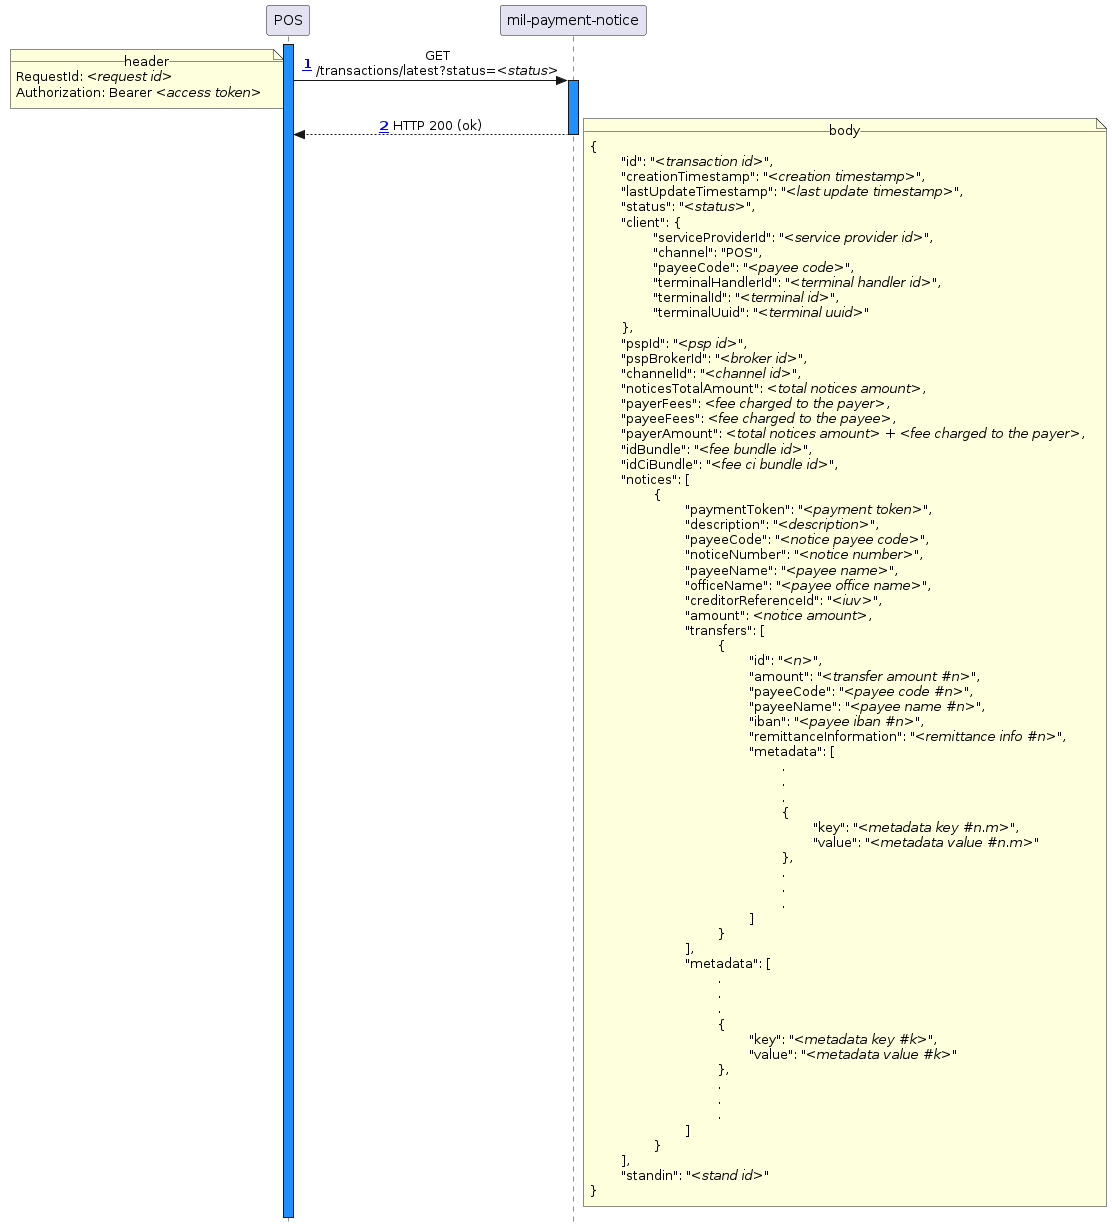 POS
mil-payment-notice
header
RequestId: <request id>
Authorization: Bearer <access token>
1
GET
/transactions/latest?status=<status>
2 HTTP 200 (ok)
body
{
"id": "<transaction id>",
"creationTimestamp": "<creation timestamp>",
"lastUpdateTimestamp": "<last update timestamp>",
"status": "<status>",
"client": {
"serviceProviderId": "<service provider id>",
"channel": "POS",
"payeeCode": "<payee code>",
"terminalHandlerId": "<terminal handler id>",
"terminalId": "<terminal id>",
"terminalUuid": "<terminal uuid>"
},
"pspId": "<psp id>",
"pspBrokerId": "<broker id>",
"channelId": "<channel id>",
"noticesTotalAmount": <total notices amount>,
"payerFees": <fee charged to the payer>,
"payeeFees": <fee charged to the payee>,
"payerAmount": <total notices amount> + <fee charged to the payer>,
"idBundle": "<fee bundle id>",
"idCiBundle": "<fee ci bundle id>",
"notices": [
{
"paymentToken": "<payment token>",
"description": "<description>",
"payeeCode": "<notice payee code>",
"noticeNumber": "<notice number>",
"payeeName": "<payee name>",
"officeName": "<payee office name>",
"creditorReferenceId": "<iuv>",
"amount": <notice amount>,
"transfers": [
{
"id": "<n>",
"amount": "<transfer amount #n>",
"payeeCode": "<payee code #n>",
"payeeName": "<payee name #n>",
"iban": "<payee iban #n>",
"remittanceInformation": "<remittance info #n>",
"metadata": [
.
.
.
{
"key": "<metadata key #n.m>",
"value": "<metadata value #n.m>"
},
.
.
.
]
}
],
"metadata": [
.
.
.
{
"key": "<metadata key #k>",
"value": "<metadata value #k>"
},
.
.
.
]
}
],
"standin": "<stand id>"
}